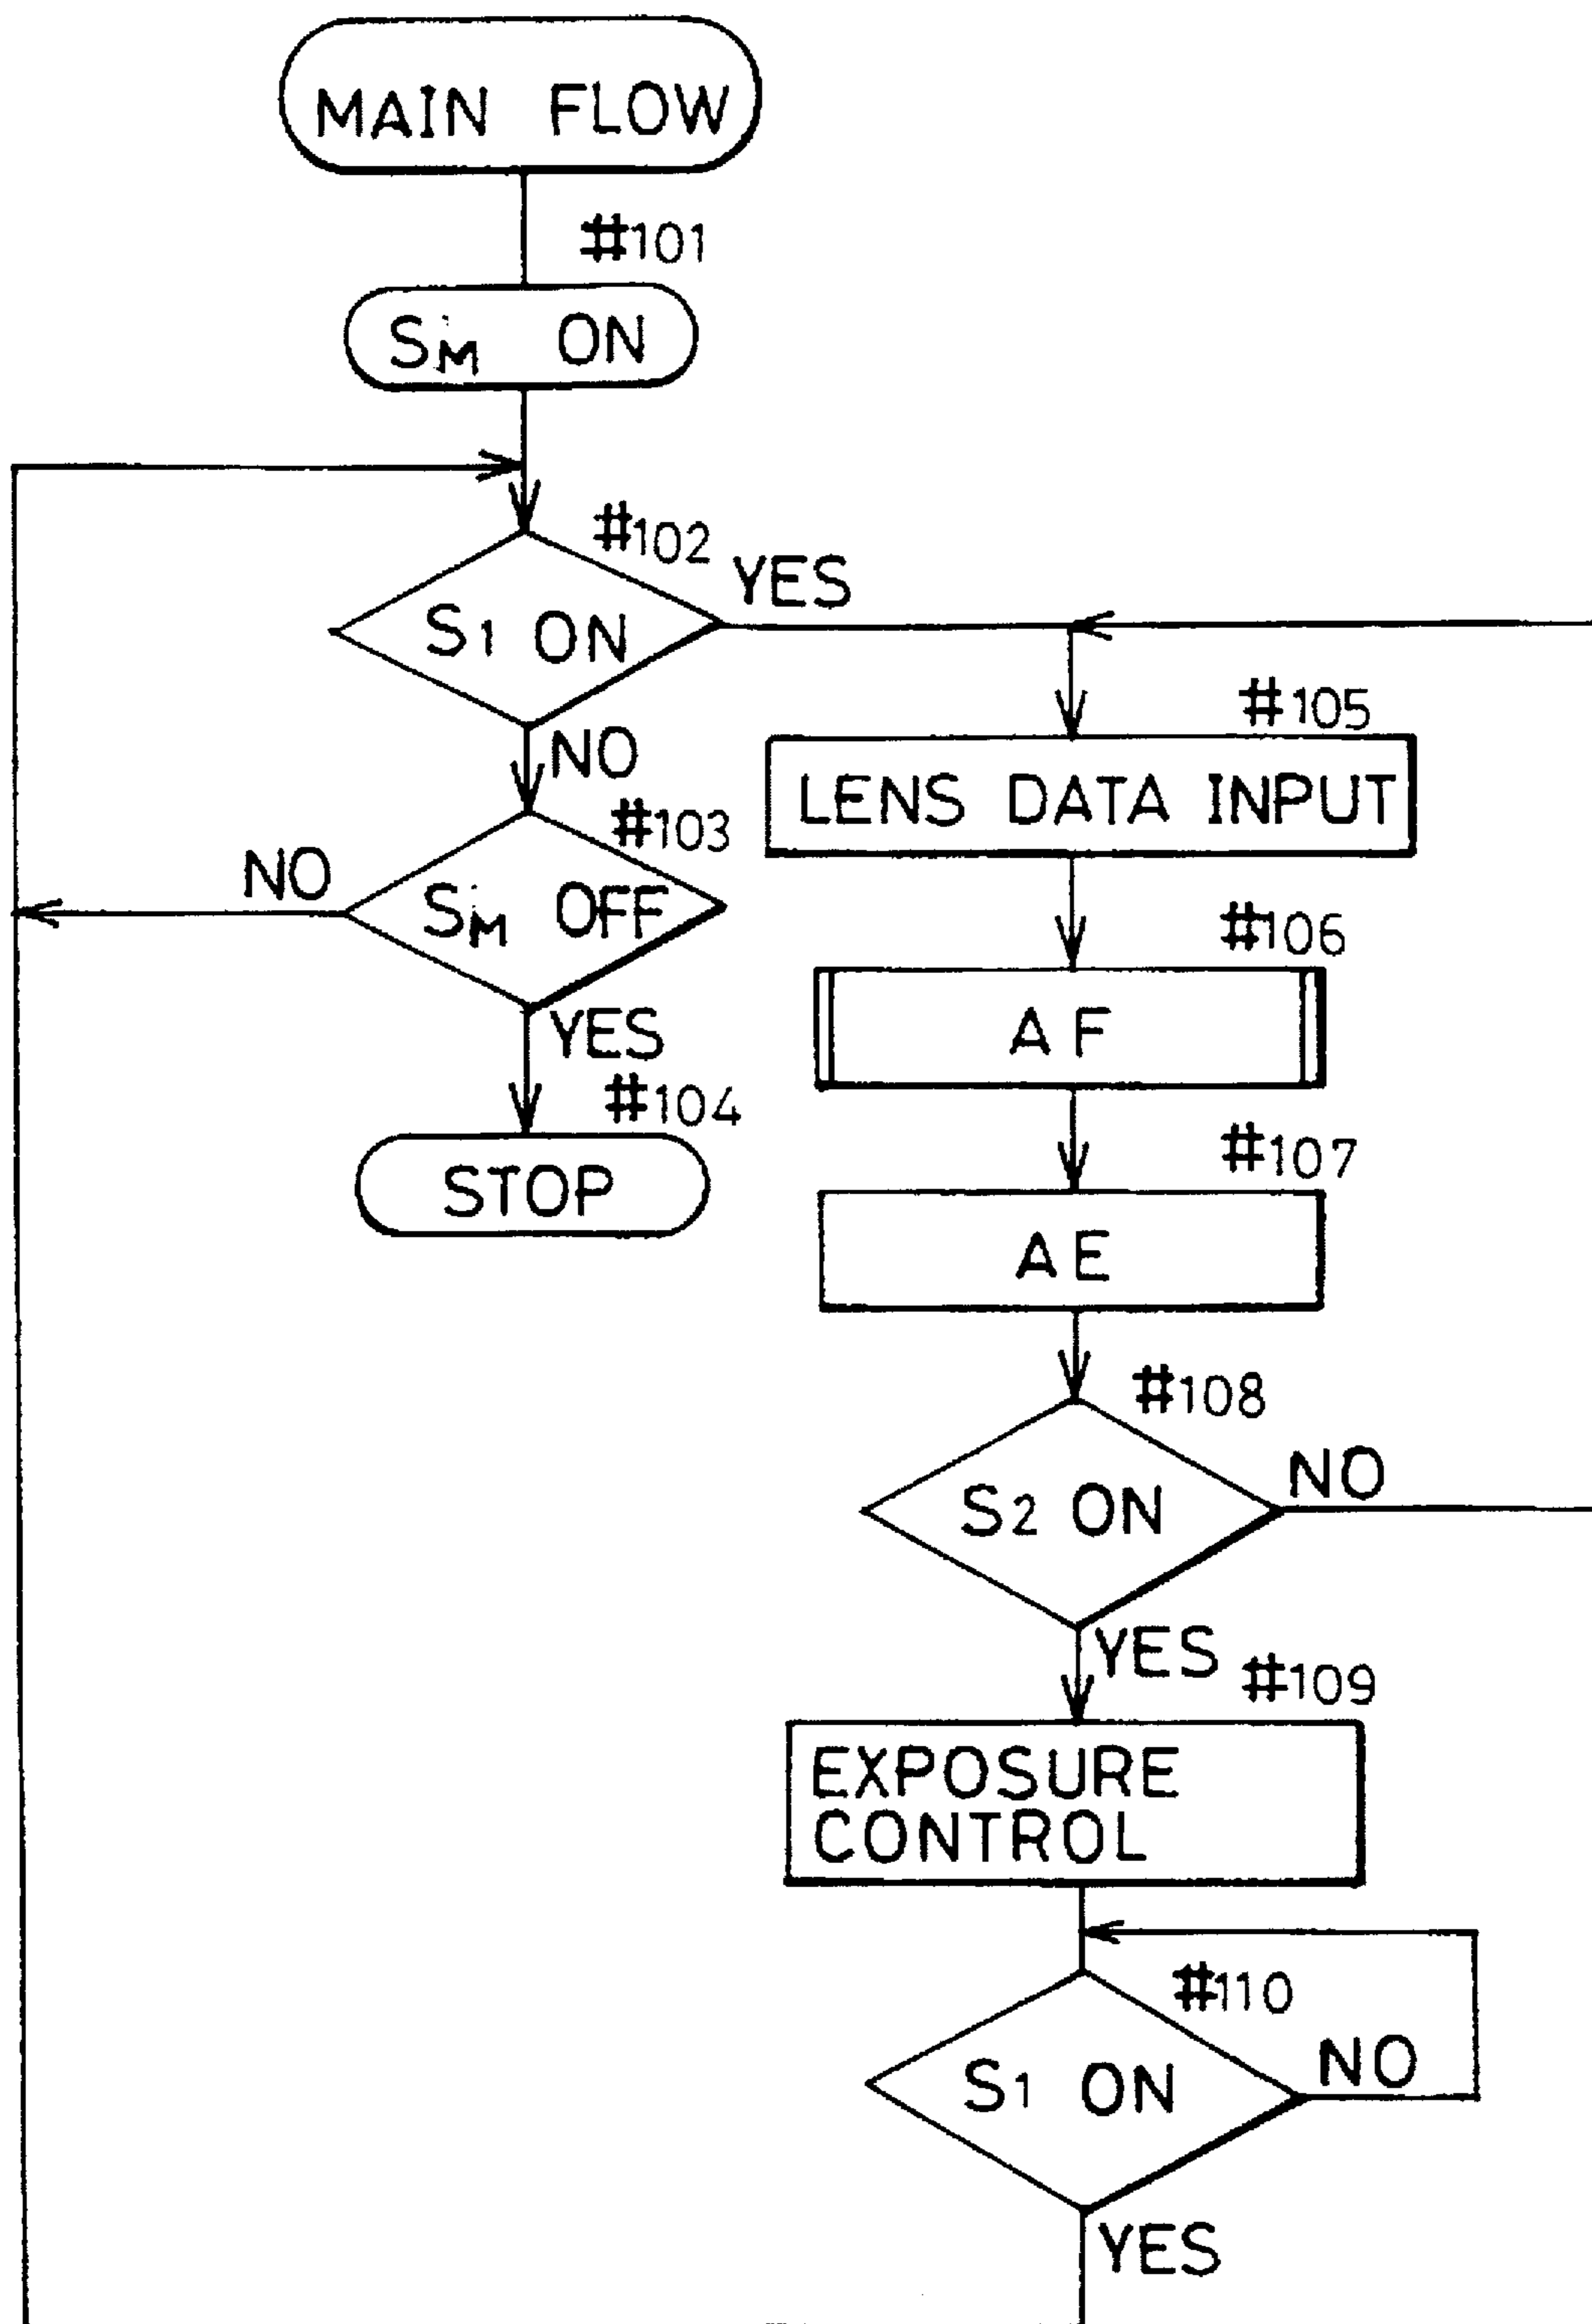 MAIN FLOW
#101
SM ON
#102
S1 ON
YES
NO
#103
SM OFF
NO
YES
#104
STOP
#105
LENS DATA INPUT
#106
AF
#107
AE
#108
S2 ON
NO
YES
#109
EXPOSURE
CONTROL
#110
S1 ON
NO
YES